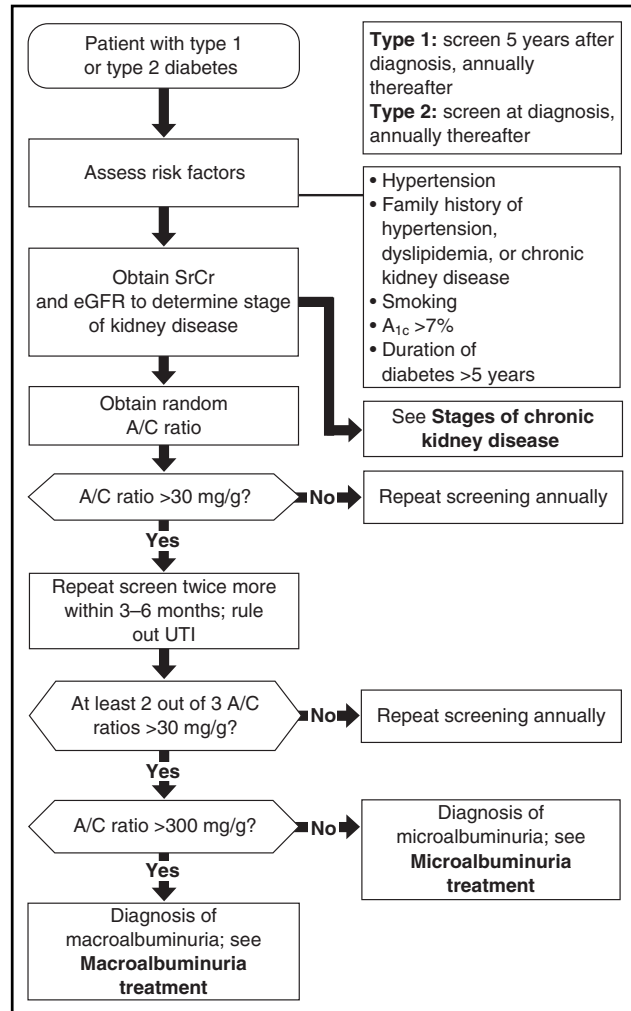 Patient with type 1
or type 2 diabetes
Type 1: screen 5 years after
diagnosis, annually
thereafter
Type 2: screen at diagnosis,
annually thereafter
Assess risk factors
• Hypertension
• Family history of
hypertension,
dyslipidemia, or chronic
kidney disease
• Smoking
• A1c >7%
• Duration of
diabetes >5 years
Obtain SrCr
and eGFR to determine stage
of kidney disease
See Stages of chronic
kidney disease
Obtain random
A/C ratio
A/C ratio >30 mg/g?
No
Repeat screening annually
Yes
Repeat screen twice more
within 3–6 months; rule
out UTI
At least 2 out of 3 A/C
ratios >30 mg/g?
No
Repeat screening annually
Yes
A/C ratio >300 mg/g?
No
Diagnosis of
microalbuminuria; see
Microalbuminuria
treatment
Yes
Diagnosis of
macroalbuminuria; see
Macroalbuminuria
treatment